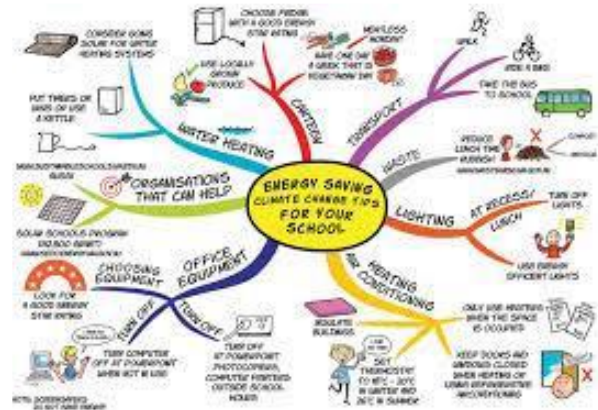 ENERGY SAVING
CLIMATE CHANGE TIPS
FOR YOUR
SCHOOL
CANTEEN
CHOOSE FRIDGE
WITH A GOOD ENERGY
STAR RATING
MEATLESS
MONDAY
HAVE ONE DAY
A WEEK THAT IS
VEGETARIAN DAY
USE LOCALLY
GROWN
PRODUCE
TRANSPORT
WALK
RIDE A BIKE
TAKE THE BUS
TO SCHOOL
WASTE
REDUCE
LUNCH TIME
RUBBISH
LIGHTING
AT RECESS/
LUNCH
TURN OFF
LIGHTS
USE ENERGY
EFFICIENT LIGHTS
HEATING
AIR
CONDITIONING
ONLY USE HEATERS
WHEN THE SPACE
IS OCCUPIED
KEEP DOORS AND
WINDOWS CLOSED
WHEN HEATING OR
USING REFRIGERATIVE
AIRCONDITIONING
SET
THERMOSTAT
IN WINTER AND
IN SUMMER
INSULATE
BUILDINGS
OFFICE
EQUIPMENT
TURN OFF
TURN OFF
AT POWERPOINT
PHOTOCOPIERS,
COMPUTER PRINTERS
OUTSIDE SCHOOL
HOURS
TURN OFF
TURN COMPUTER
OFF AT POWERPOINT
WHEN NOT IN USE
CHOOSING
EQUIPMENT
LOOK FOR
A GOOD ENERGY
STAR RATING
ORGANISATIONS
THAT CAN HELP
SOLAR SCHOOLS PROGRAM
WATER HEATING
PUT TIMERS ON
URNS OR USE
A KETTLE
CONSIDER GOING
SOLAR FOR WATER
HEATING SYSTEMS